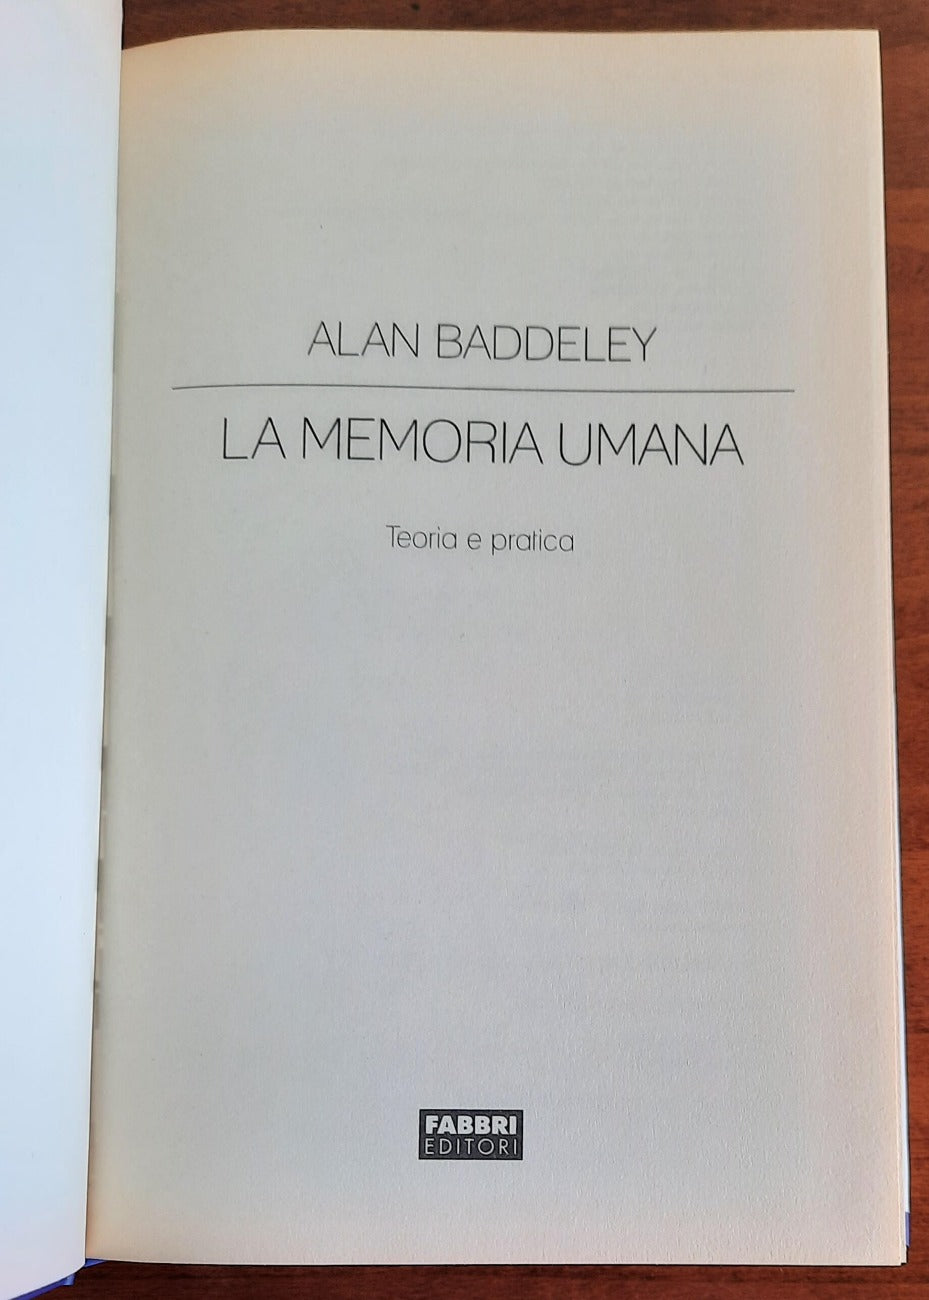 ALAN BADDELEY
LA MEMORIA UMANA
Teoria e pratica
FABBRI
EDITORI